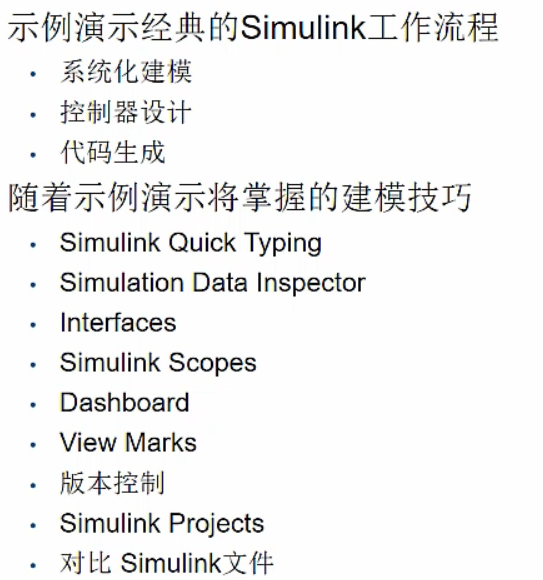 示例演示经典的Simulink工作流程
• 系统化建模
• 控制器设计
• 代码生成
随着示例演示将掌握的建模技巧
• Simulink Quick Typing
• Simulation Data Inspector
• Interfaces
• Simulink Scopes
• Dashboard
• View Marks
• 版本控制
• Simulink Projects
• 对比 Simulink文件